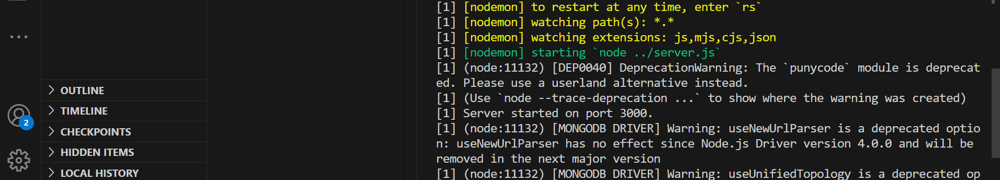 ...
OUTLINE
TIMELINE
2
CHECKPOINTS
HIDDEN ITEMS
LOCAL HISTORY
[1] [nodemon] to restart at any time, enter `rs`
[1] [nodemon] watching path(s): *.*
[1] [nodemon] watching extensions: js,mjs,cjs,json
[1] [nodemon] starting `node ../server.js`
[1] (node:11132) [DEP0040] DeprecationWarning: The `punycode` module is deprecat
ed. Please use a userland alternative instead.
[1] (Use `node --trace-deprecation ...` to show where the warning was created)
[1] Server started on port 3000.
[1] (node:11132) [MONGODB DRIVER] Warning: useNewUrlParser is a deprecated optio
n: useNewUrlParser has no effect since Node.js Driver version 4.0.0 and will be
removed in the next major version
[1] (node:11132) [MONGODB DRIVER] Warning: useUnifiedTopology is a deprecated op